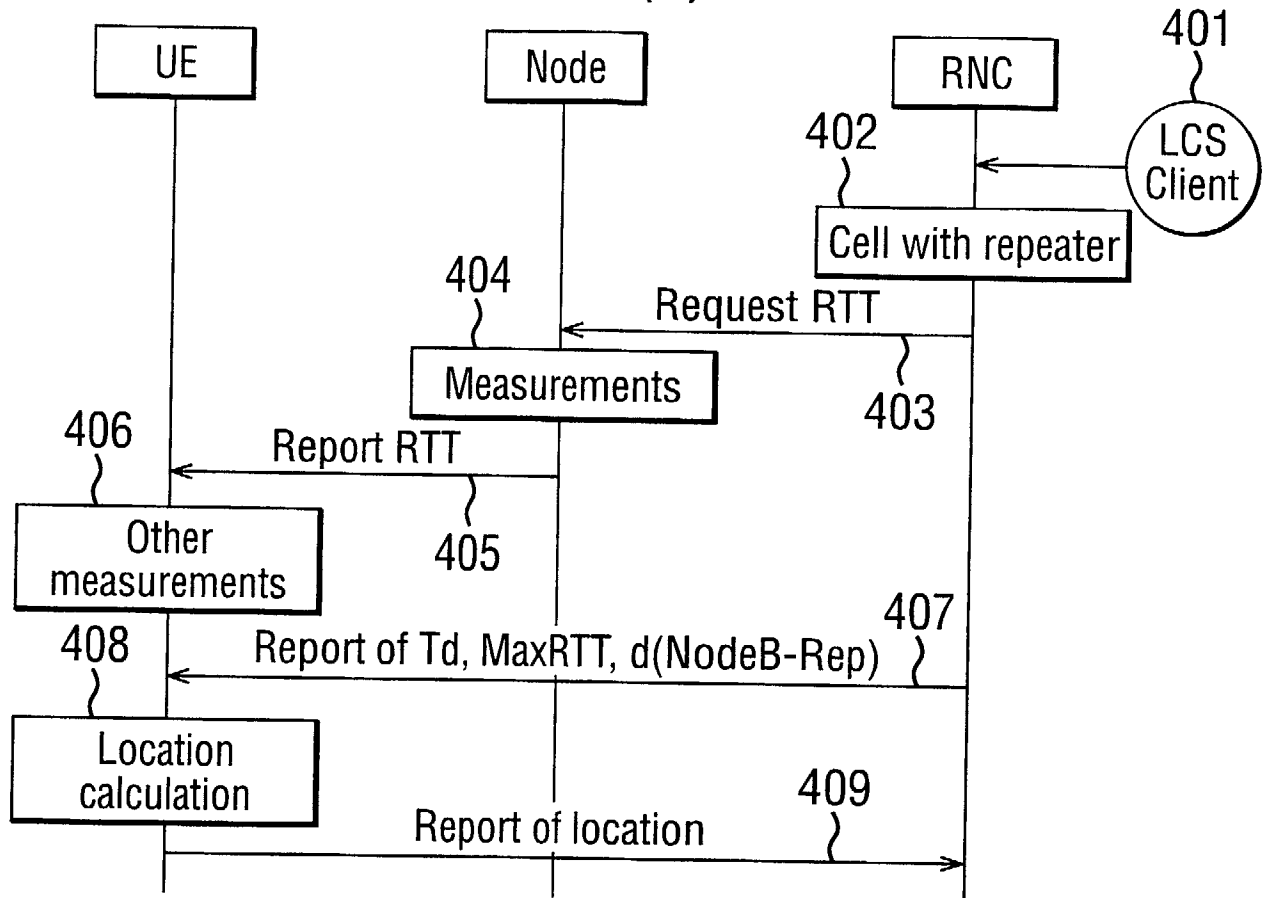 401
UE
Node
RNC
LCS
Client
402
Cell with repeater
404
Request RTT
Measurements
403
406
Report RTT
405
Other
measurements
407
408
Report of Td, MaxRTT, d(NodeB-Rep)
Location
calculation
409
Report of location